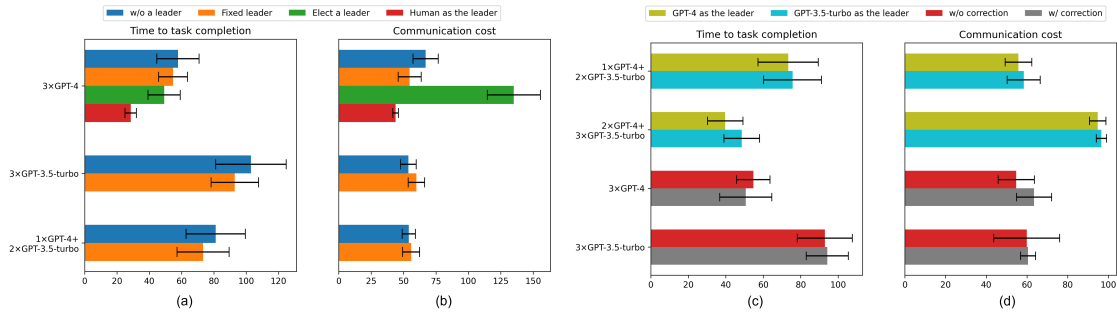 w/o a leader Fixed leader Elect a leader Human as the leader
Time to task completion Communication cost
3×GPT-4
3×GPT-3.5-turbo
1×GPT-4+
2×GPT-3.5-turbo
0 20 40 60 80 100 120 0 25 50 75 100 125 150
(a) (b)
GPT-4 as the leader GPT-3.5-turbo as the leader w/o correction w/ correction
Time to task completion Communication cost
1×GPT-4+
2×GPT-3.5-turbo
2×GPT-4+
3×GPT-3.5-turbo
3×GPT-4
3×GPT-3.5-turbo
0 20 40 60 80 100 0 20 40 60 80 100
(c) (d)